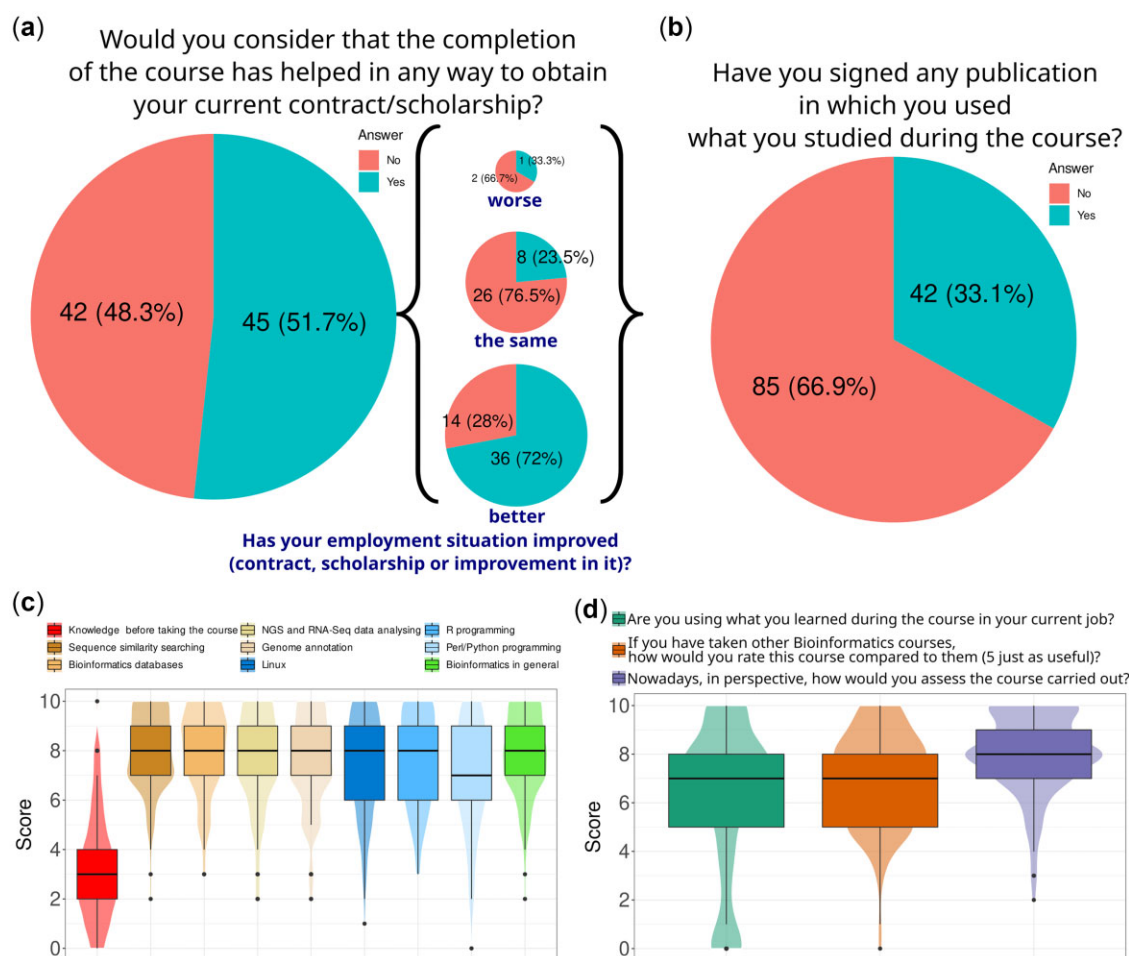 (a)
Would you consider that the completion
of the course has helped in any way to obtain
your current contract/scholarship?
Answer
No
Yes
42 (48.3%)
45 (51.7%)
1 (33.3%)
2 (66.7%)
worse
8 (23.5%)
26 (76.5%)
the same
14 (28%)
36 (72%)
better
Has your employment situation improved
(contract, scholarship or improvement in it)?
(b)
Have you signed any publication
in which you used
what you studied during the course?
Answer
No
Yes
42 (33.1%)
85 (66.9%)
(c)
Knowledge before taking the course
Sequence similarity searching
Bioinformatics databases
NGS and RNA-Seq data analysing
Genome annotation
Linux
R programming
Perl/Python programming
Bioinformatics in general
Score
10
8
6
4
2
0
(d)
Are you using what you learned during the course in your current job?
If you have taken other Bioinformatics courses,
how would you rate this course compared to them (5 just as useful)?
Nowadays, in perspective, how would you assess the course carried out?
Score
10
8
6
4
2
0